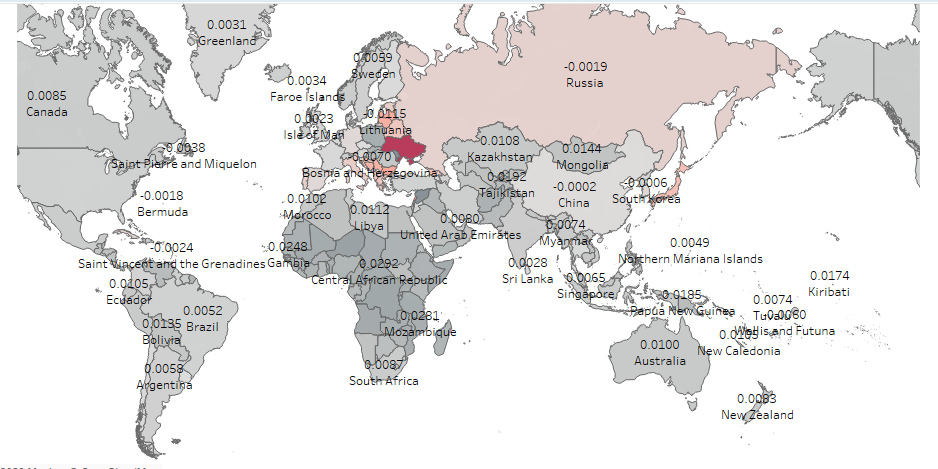 0.0031
Greenland
0.0059
Sweden
-0.0019
Russia
0.0034
Faroe Islands
0.0085
Canada
-0.0115
Lithuania
0.0023
Isle of Man
-0.0038
Saint Pierre and Miquelon
-0.0070
Bosnia and Herzegovina
0.0108
Kazakhstan
0.0144
Mongolia
0.0192
Tajikistan
-0.0002
China
-0.0006
South Korea
-0.0018
Bermuda
0.0102
Morocco
0.0112
Libya
0.0080
United Arab Emirates
0.0074
Myanmar
-0.0024
Saint Vincent and the Grenadines
0.0248
Gambia
0.0292
Central African Republic
0.0028
Sri Lanka
0.0049
Northern Mariana Islands
0.0065
Singapore
0.0105
Ecuador
0.0185
Papua New Guinea
0.0174
Kiribati
0.0074
Tuvalu
Wallis and Futuna
0.0052
Brazil
0.0135
Bolivia
0.0281
Mozambique
New Caledonia
0.0100
Australia
0.0058
Argentina
0.0087
South Africa
0.0083
New Zealand